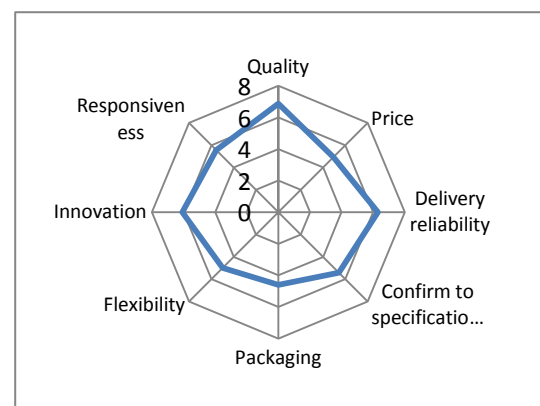 Quality
Price
Delivery
reliability
Confirm to
specificatio...
Packaging
Flexibility
Innovation
Responsiven
ess
8
6
4
2
0